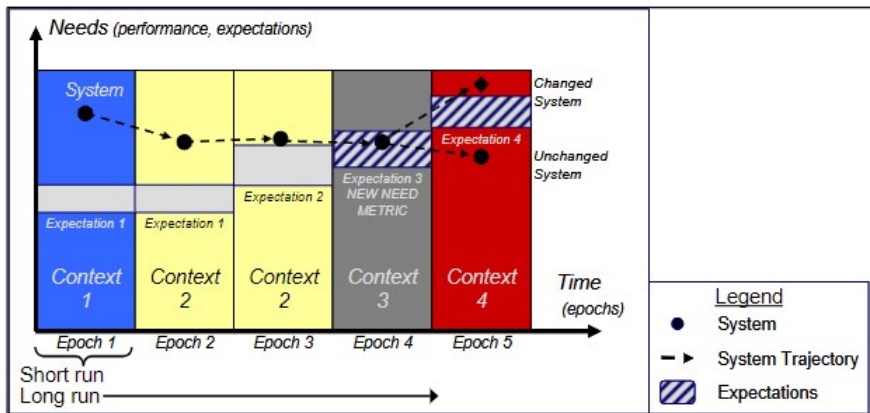 Needs (performance, expectations)
System
Changed
System
Unchanged
System
Expectation 1
Expectation 1
Expectation 2
Expectation 3
NEW NEED
METRIC
Expectation 4
Context
1
Context
2
Context
2
Context
3
Context
4
Time
(epochs)
Epoch 1
Epoch 2
Epoch 3
Epoch 4
Epoch 5
Short run
Long run
Legend
System
System Trajectory
Expectations